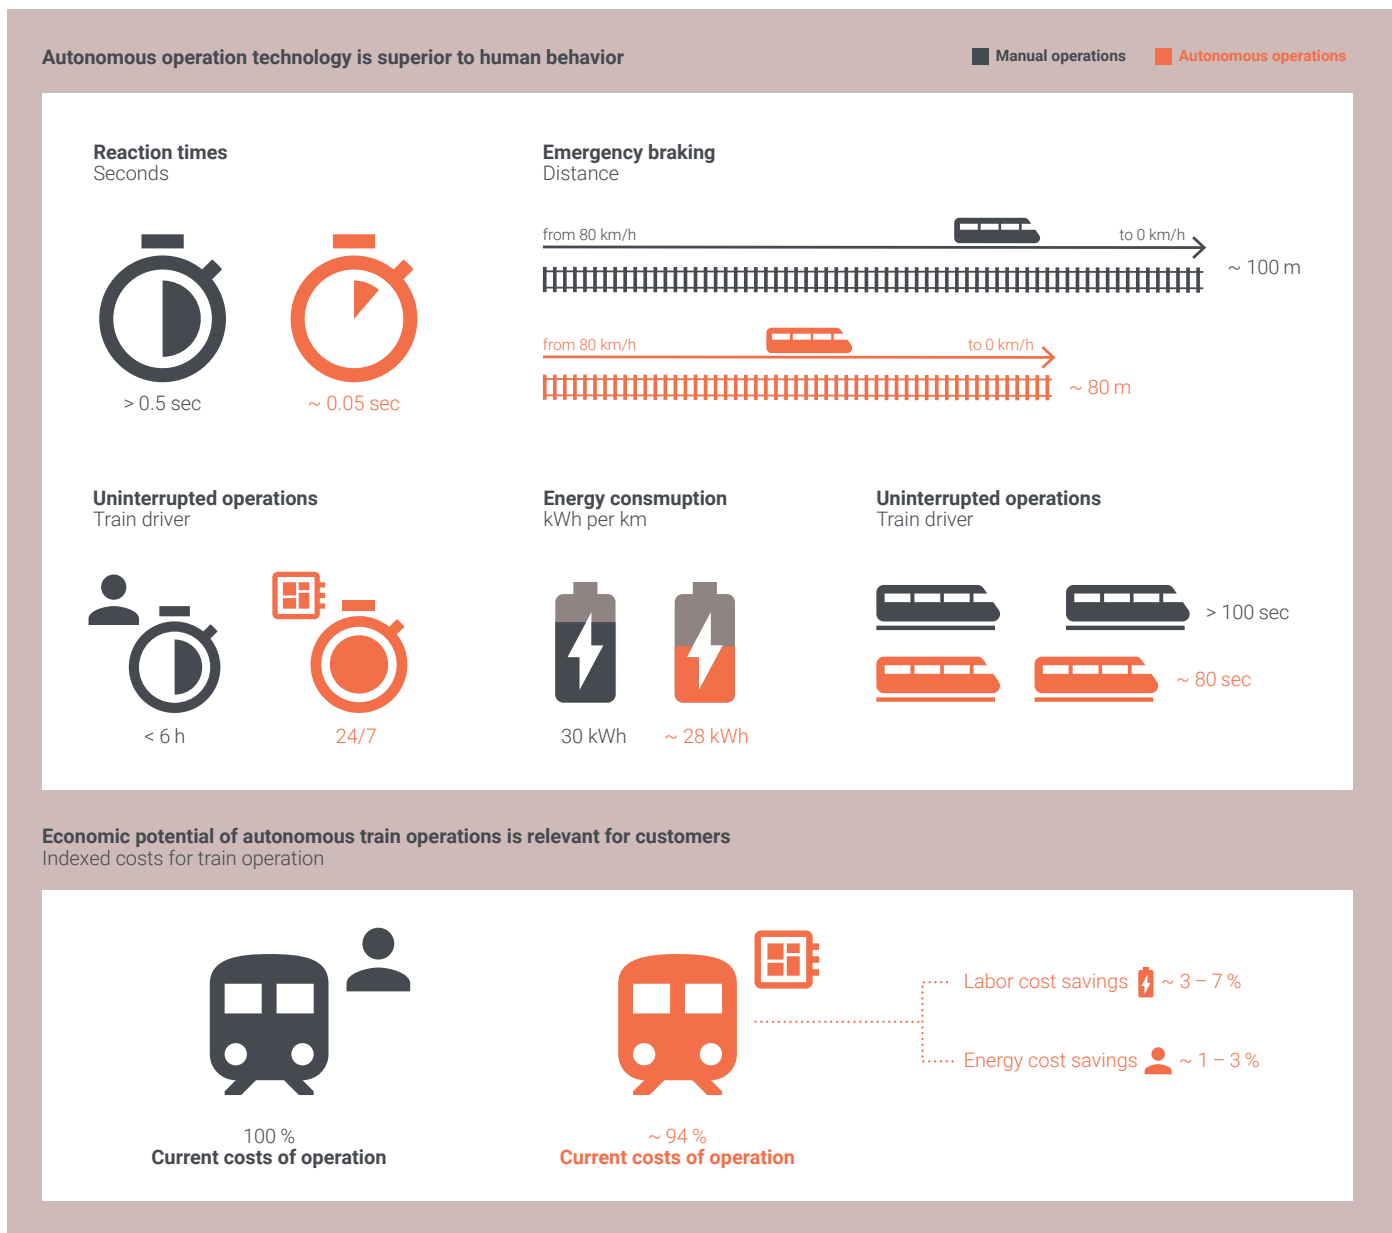 Autonomous operation technology is superior to human behavior
Manual operations
Autonomous operations
Reaction times
Seconds
> 0.5 sec
~ 0.05 sec
Emergency braking
Distance
from 80 km/h
to 0 km/h
~ 100 m
from 80 km/h
to 0 km/h
~ 80 m
Uninterrupted operations
Train driver
< 6 h
24/7
Energy consmuption
kWh per km
30 kWh
~ 28 kWh
Uninterrupted operations
Train driver
> 100 sec
~ 80 sec
Economic potential of autonomous train operations is relevant for customers
Indexed costs for train operation
100 %
Current costs of operation
~ 94 %
Current costs of operation
Labor cost savings ~ 3 – 7 %
Energy cost savings ~ 1 – 3 %